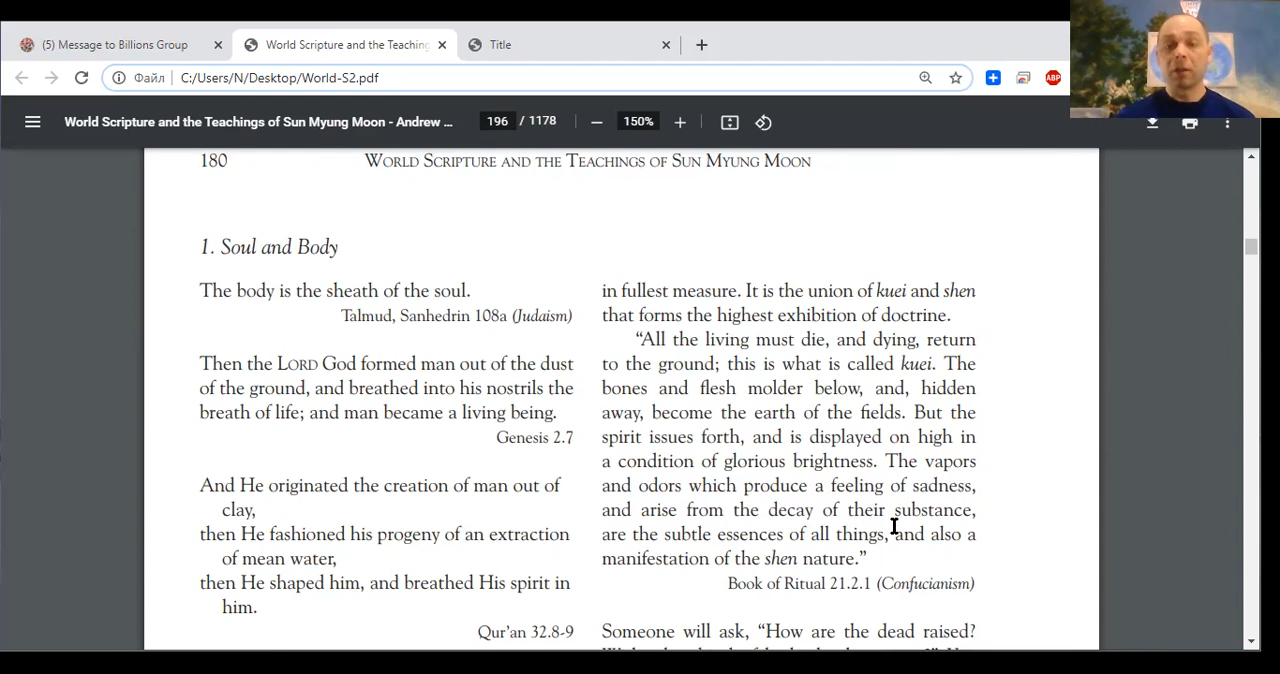 (5) Message to Billions Group
World Scripture and the Teaching
Title
Файл
C:/Users/N/Desktop/World-S2.pdf
ABP
World Scripture and the Teachings of Sun Myung Moon - Andrew ...
196 / 1178
150%
180
WORLD SCRIPTURE AND THE TEACHINGS OF SUN MYUNG MOON
1. Soul and Body
The body is the sheath of the soul.
Talmud, Sanhedrin 108a (Judaism)
Then the LORD God formed man out of the dust
of the ground, and breathed into his nostrils the
breath of life; and man became a living being.
Genesis 2.7
And He originated the creation of man out of
clay,
then He fashioned his progeny of an extraction
of mean water,
then He shaped him, and breathed His spirit in
him.
Qur’an 32.8-9
in fullest measure. It is the union of kuei and shen
that forms the highest exhibition of doctrine.
“All the living must die, and dying, return
to the ground; this is what is called kuei. The
bones and flesh molder below, and, hidden
away, become the earth of the fields. But the
spirit issues forth, and is displayed on high in
a condition of glorious brightness. The vapors
and odors which produce a feeling of sadness,
and arise from the decay of their substance,
are the subtle essences of all things, and also a
manifestation of the shen nature.”
Book of Ritual 21.2.1 (Confucianism)
Someone will ask, “How are the dead raised?